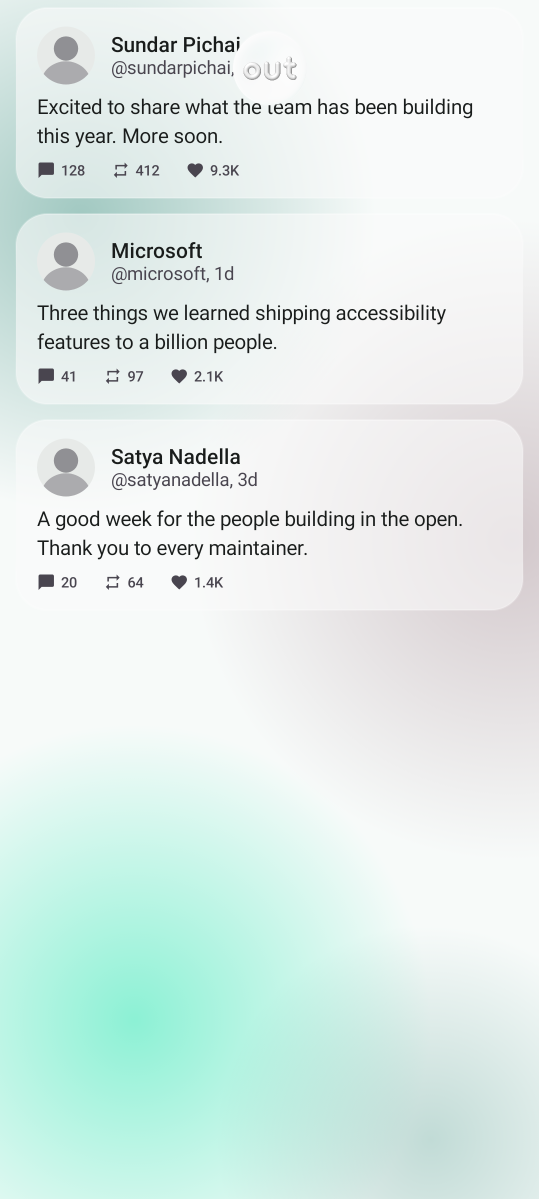 Sundar Pichai
@sundarpichai,
out
Excited to share what the team has been building
this year. More soon.
128 412 9.3K
Microsoft
@microsoft, 1d
Three things we learned shipping accessibility
features to a billion people.
41 97 2.1K
Satya Nadella
@satyanadella, 3d
A good week for the people building in the open.
Thank you to every maintainer.
20 64 1.4K